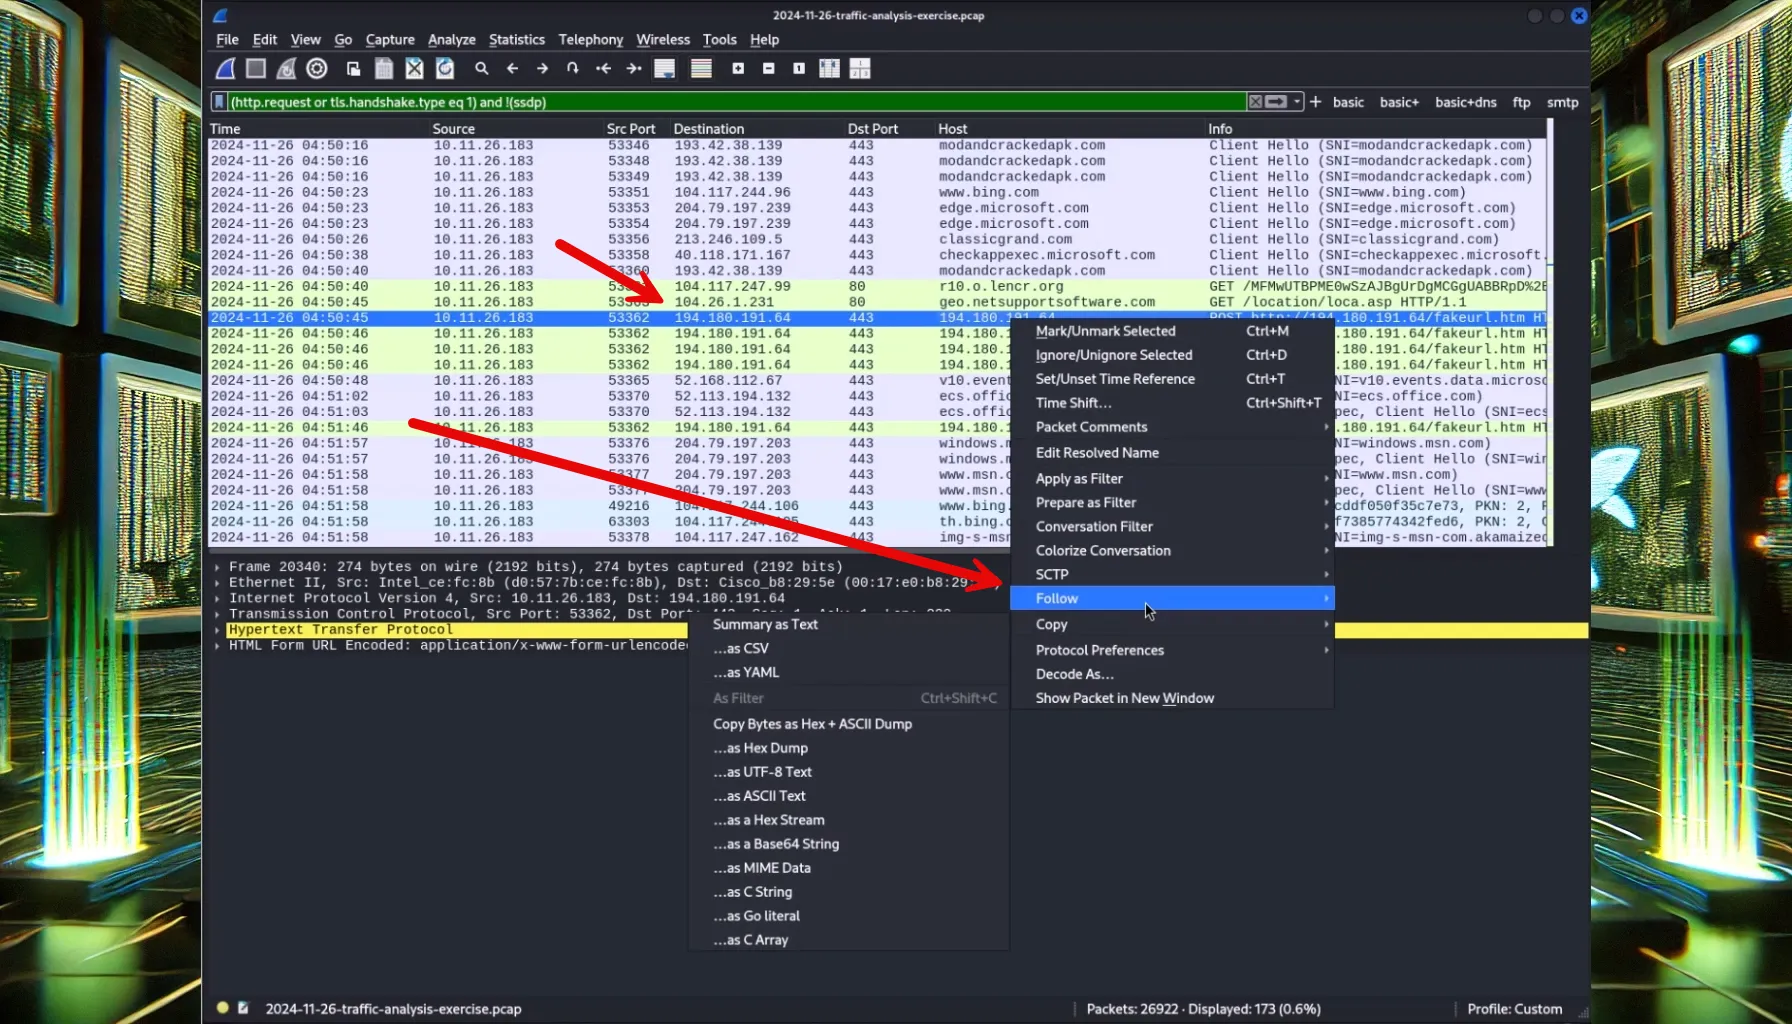 2024-11-26-traffic-analysis-exercise.pcap
File Edit View Go Capture Analyze Statistics Telephony Wireless Tools Help
(http.request or tls.handshake.type eq 1) and !(ssdp) + basic basic+ basic+dns ftp smtp
Time Source Src Port Destination Dst Port Host Info
2024-11-26 04:50:16 10.11.26.183 53346 193.42.38.139 443 modandcrackedapk.com Client Hello (SNI=modandcrackedapk.com)
2024-11-26 04:50:16 10.11.26.183 53348 193.42.38.139 443 modandcrackedapk.com Client Hello (SNI=modandcrackedapk.com)
2024-11-26 04:50:16 10.11.26.183 53349 193.42.38.139 443 modandcrackedapk.com Client Hello (SNI=modandcrackedapk.com)
2024-11-26 04:50:23 10.11.26.183 53351 104.117.244.96 443 www.bing.com Client Hello (SNI=www.bing.com)
2024-11-26 04:50:23 10.11.26.183 53353 204.79.197.239 443 edge.microsoft.com Client Hello (SNI=edge.microsoft.com)
2024-11-26 04:50:23 10.11.26.183 53354 204.79.197.239 443 edge.microsoft.com Client Hello (SNI=edge.microsoft.com)
2024-11-26 04:50:26 10.11.26.183 53356 213.246.109.5 443 classicgrand.com Client Hello (SNI=classicgrand.com)
2024-11-26 04:50:38 10.11.26.183 53358 40.118.171.167 443 checkappexec.microsoft.com Client Hello (SNI=checkappexec.microsoft.
2024-11-26 04:50:40 10.11.26.183 53360 193.42.38.139 443 modandcrackedapk.com Client Hello (SNI=modandcrackedapk.com)
2024-11-26 04:50:40 10.11.26.183 104.117.247.99 80 r10.o.lencr.org GET /MFMwUTBPME0wSzAJBgUrDgMCGgUABBRpD%2E
2024-11-26 04:50:45 10.11.26.183 104.26.1.231 80 geo.netsupportsoftware.com GET /location/loca.asp HTTP/1.1
2024-11-26 04:50:45 10.11.26.183 53362 194.180.191.64 443 194.180.191.64 POST http://194.180.191.64/fakeurl.htm HT
2024-11-26 04:50:46 10.11.26.183 53362 194.180.191.64 443 194.180. .180.191.64/fakeurl.htm HT
2024-11-26 04:50:46 10.11.26.183 53362 194.180.191.64 443 194.180. .180.191.64/fakeurl.htm HT
2024-11-26 04:50:46 10.11.26.183 53362 194.180.191.64 443 194.180. .180.191.64/fakeurl.htm HT
2024-11-26 04:50:48 10.11.26.183 53365 52.168.112.67 443 v10.event NI=v10.events.data.microso
2024-11-26 04:51:02 10.11.26.183 53370 52.113.194.132 443 ecs.offic NI=ecs.office.com)
2024-11-26 04:51:03 10.11.26.183 53370 52.113.194.132 443 ecs.offic pec, Client Hello (SNI=ecs
2024-11-26 04:51:46 10.11.26.183 53362 194.180.191.64 443 194.180.1 .180.191.64/fakeurl.htm HT
2024-11-26 04:51:57 10.11.26.183 53376 204.79.197.203 443 windows.m NI=windows.msn.com)
2024-11-26 04:51:57 10.11.26.183 53376 204.79.197.203 443 windows.m pec, Client Hello (SNI=win
2024-11-26 04:51:58 10.11.26.183 53377 204.79.197.203 443 www.msn.c NI=www.msn.com)
2024-11-26 04:51:58 10.11.26.183 204.79.197.203 443 www.msn.c pec, Client Hello (SNI=www
2024-11-26 04:51:58 10.11.26.183 49216 443 www.bing. cddf050f35c7e73, PKN: 2,
2024-11-26 04:51:58 10.11.26.183 63303 443 th.bing.c f7385774342fed6, PKN: 2, C
2024-11-26 04:51:58 10.11.26.183 53378 104.117.247.162 443 img-s-msn NI=img-s-msn-com.akamaized
Mark/Unmark Selected Ctrl+M
Ignore/Unignore Selected Ctrl+D
Set/Unset Time Reference Ctrl+T
Time Shift... Ctrl+Shift+T
Packet Comments
Edit Resolved Name
Apply as Filter
Prepare as Filter
Conversation Filter
Colorize Conversation
SCTP
Follow
Copy
Protocol Preferences
Decode As...
Show Packet in New Window
Frame 20340: 274 bytes on wire (2192 bits), 274 bytes captured (2192 bits)
Ethernet II, Src: Intel_ce:fc:8b (d0:57:7b:ce:fc:8b), Dst: Cisco_b8:29:5e (00:17:e0:b8:29:
Internet Protocol Version 4, Src: 10.11.26.183, Dst: 194.180.191.64
Transmission Control Protocol, Src Port: 53362, Dst Port: 443, Seq: 1, Ack: 1, Len:
Hypertext Transfer Protocol
HTML Form URL Encoded: application/x-www-form-urlencoded
Summary as Text
...as CSV
...as YAML
As Filter Ctrl+Shift+C
Copy Bytes as Hex + ASCII Dump
...as Hex Dump
...as UTF-8 Text
...as ASCII Text
...as a Hex Stream
...as a Base64 String
...as MIME Data
...as C String
...as Go literal
...as C Array
2024-11-26-traffic-analysis-exercise.pcap Packets: 26922 · Displayed: 173 (0.6%) Profile: Custom